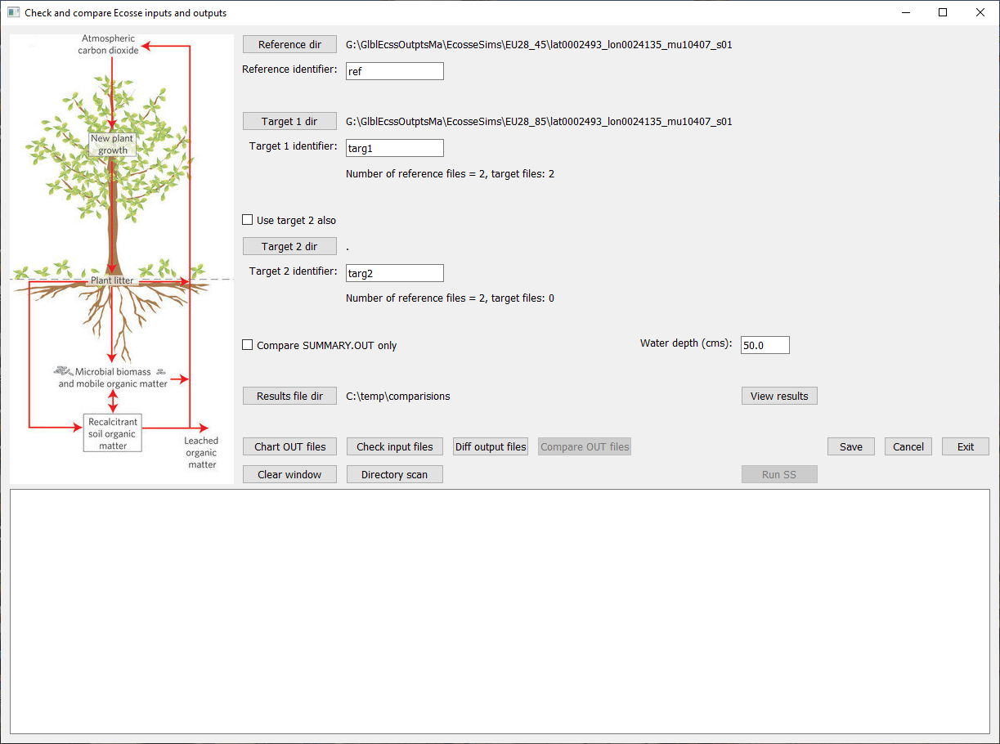 Check and compare Ecosse inputs and outputs
Atmospheric
carbon dioxide
New plant
growth
Plant litter
Microbial biomass
and mobile organic matter
Recalcitrant
soil organic
matter
Leached
organic
matter
Reference dir G:\GlblEcssOutptsMa\EcosseSims\EU28_45\lat0002493_lon0024135_mu10407_s01
Reference identifier: ref
Target 1 dir G:\GlblEcssOutptsMa\EcosseSims\EU28_85\lat0002493_lon0024135_mu10407_s01
Target 1 identifier: targ1
Number of reference files = 2, target files: 2
Use target 2 also
Target 2 dir .
Target 2 identifier: targ2
Number of reference files = 2, target files: 0
Compare SUMMARY.OUT only Water depth (cms): 50.0
Results file dir C:\temp\comparisions View results
Chart OUT files Check input files Diff output files Compare OUT files Save Cancel Exit
Clear window Directory scan Run SS